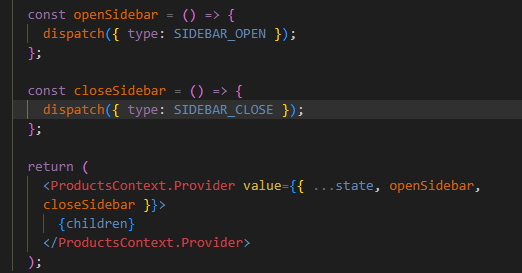 const openSidebar = () => {
  dispatch({ type: SIDEBAR_OPEN });
};
const closeSidebar = () => {
  dispatch({ type: SIDEBAR_CLOSE });
};
return (
  <ProductsContext.Provider value={{ ...state, openSidebar,
  closeSidebar }}>
    {children}
  </ProductsContext.Provider>
);